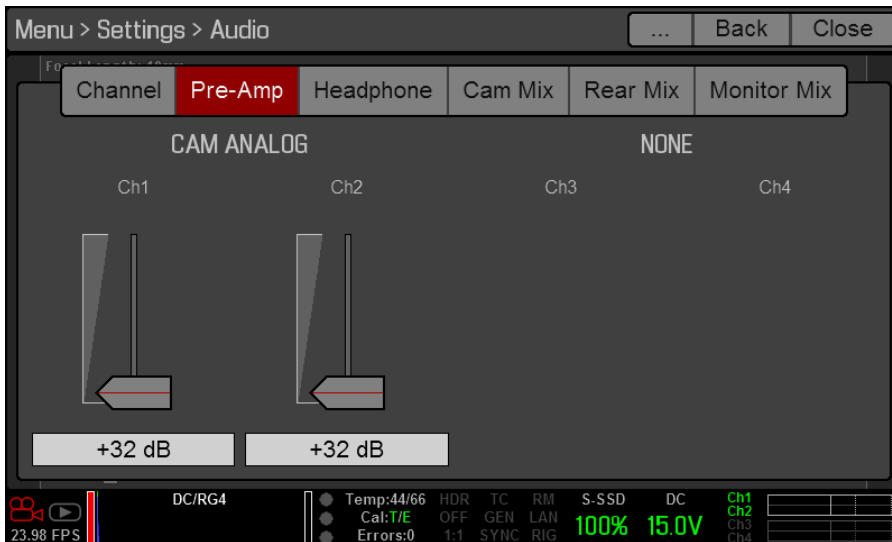 Menu > Settings > Audio ... Back Close
Channel Pre-Amp Headphone Cam Mix Rear Mix Monitor Mix
CAM ANALOG NONE
Ch1 Ch2 Ch3 Ch4
+32 dB +32 dB
DC/RG4 Temp:44/66 HDR TC RM S-SSD DC Ch1
Cal:T/E OFF GEN LAN 100% 15.0V Ch2
Ch3
23.98 FPS Errors:0 1:1 SYNC RIG Ch4